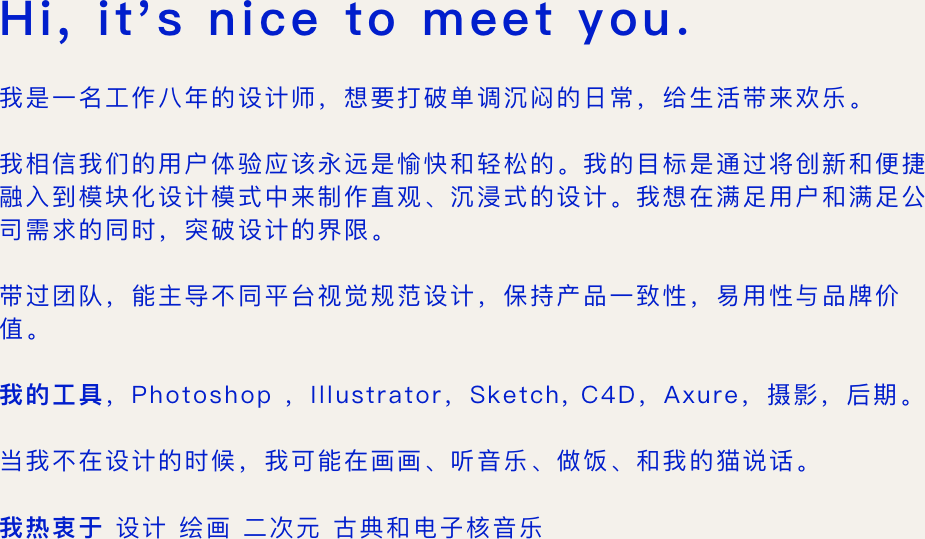 Hi, it’s nice to meet you.
我是一名工作八年的设计师，想要打破单调沉闷的日常，给生活带来欢乐。
我相信我们的用户体验应该永远是愉快和轻松的。我的目标是通过将创新和便捷
融入到模块化设计模式中来制作直观、沉浸式的设计。我想在满足用户和满足公
司需求的同时，突破设计的界限。
带过团队，能主导不同平台视觉规范设计，保持产品一致性，易用性与品牌价
值。
我的工具，Photoshop ，Illustrator，Sketch, C4D，Axure，摄影，后期。
当我不在设计的时候，我可能在画画、听音乐、做饭、和我的猫说话。
我热衷于 设计 绘画 二次元 古典和电子核音乐